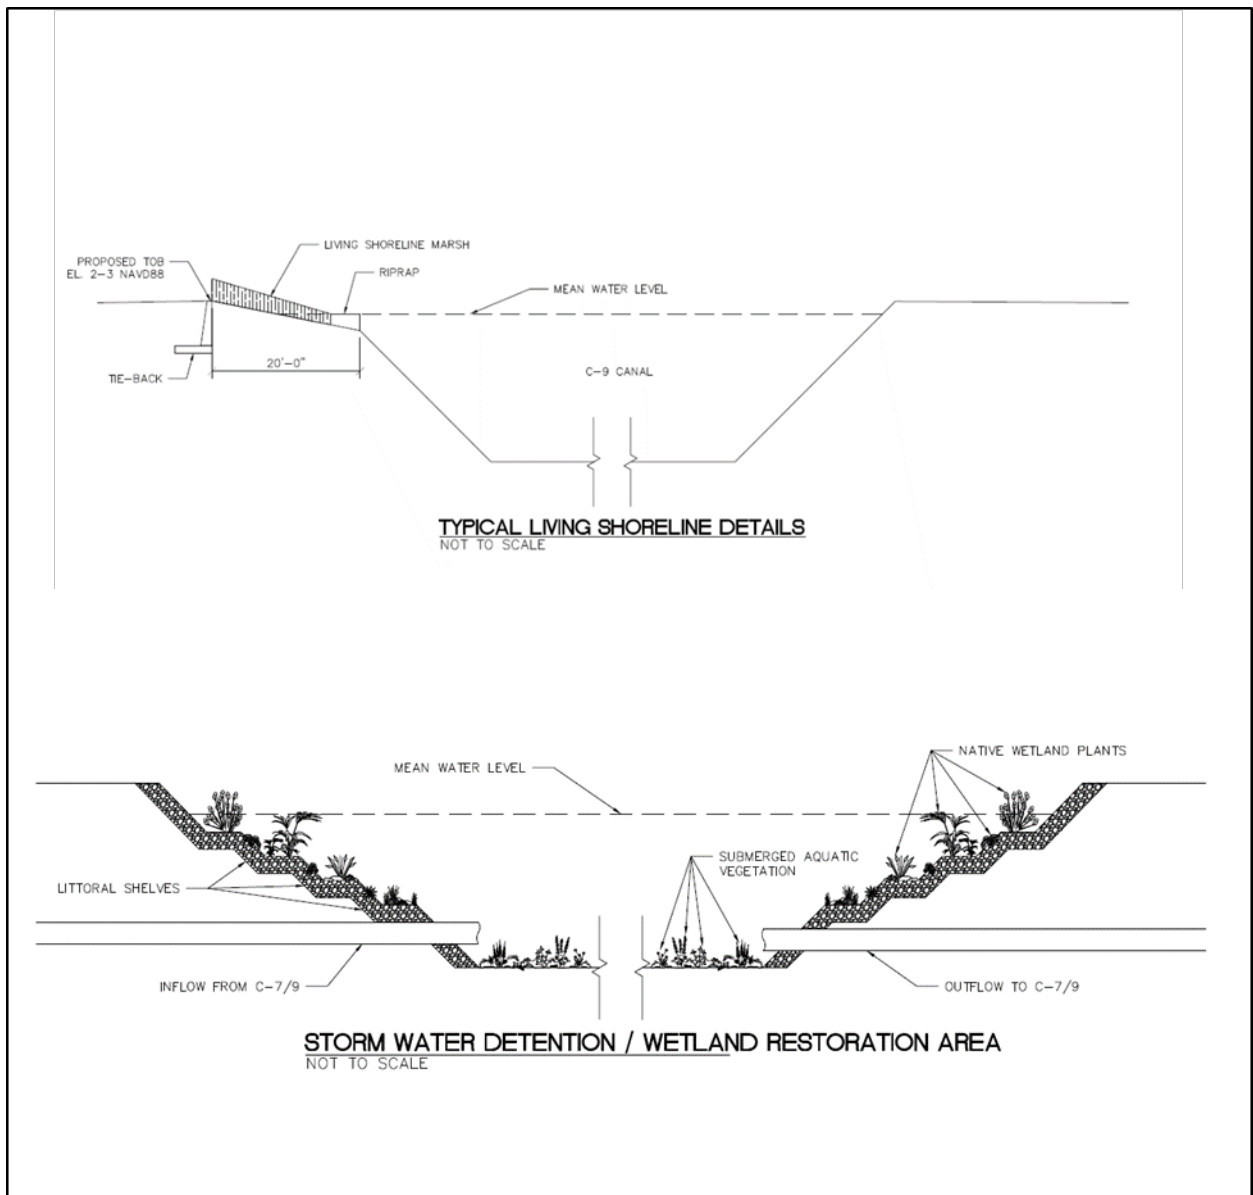 LIVING SHORELINE MARSH
PROPOSED TOB
EL. 2-3 NAVD88
RIPRAP
MEAN WATER LEVEL
20'-0"
TIE-BACK
C-9 CANAL
TYPICAL LIVING SHORELINE DETAILS
NOT TO SCALE
NATIVE WETLAND PLANTS
MEAN WATER LEVEL
SUBMERGED AQUATIC
VEGETATION
LITTORAL SHELVES
INFLOW FROM C-7/9
OUTFLOW TO C-7/9
STORM WATER DETENTION / WETLAND RESTORATION AREA
NOT TO SCALE